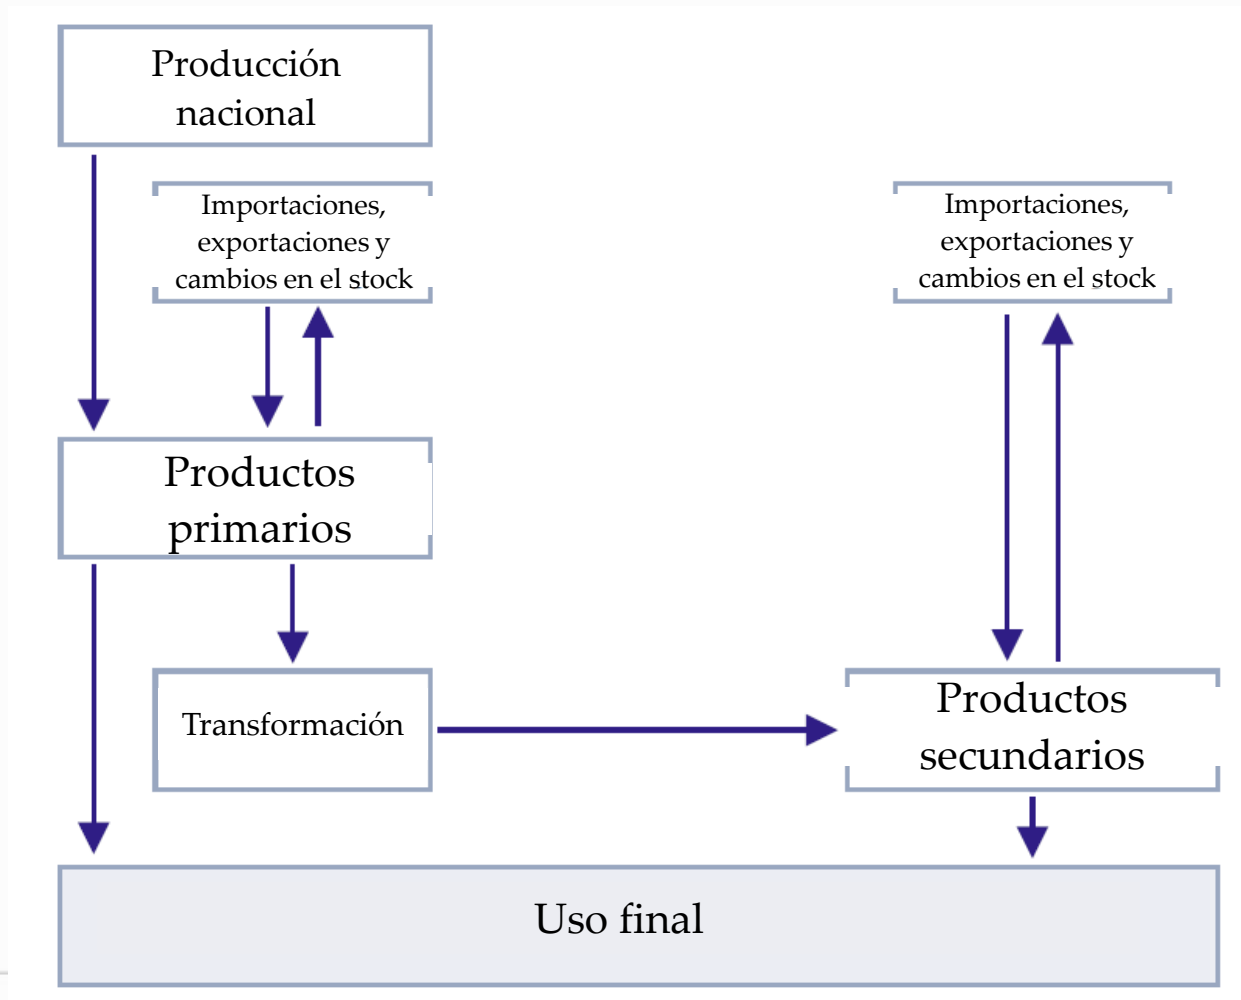 Producción
nacional
Importaciones,
exportaciones y
cambios en el stock
Importaciones,
exportaciones y
cambios en el stock
Productos
primarios
Transformación
Productos
secundarios
Uso final